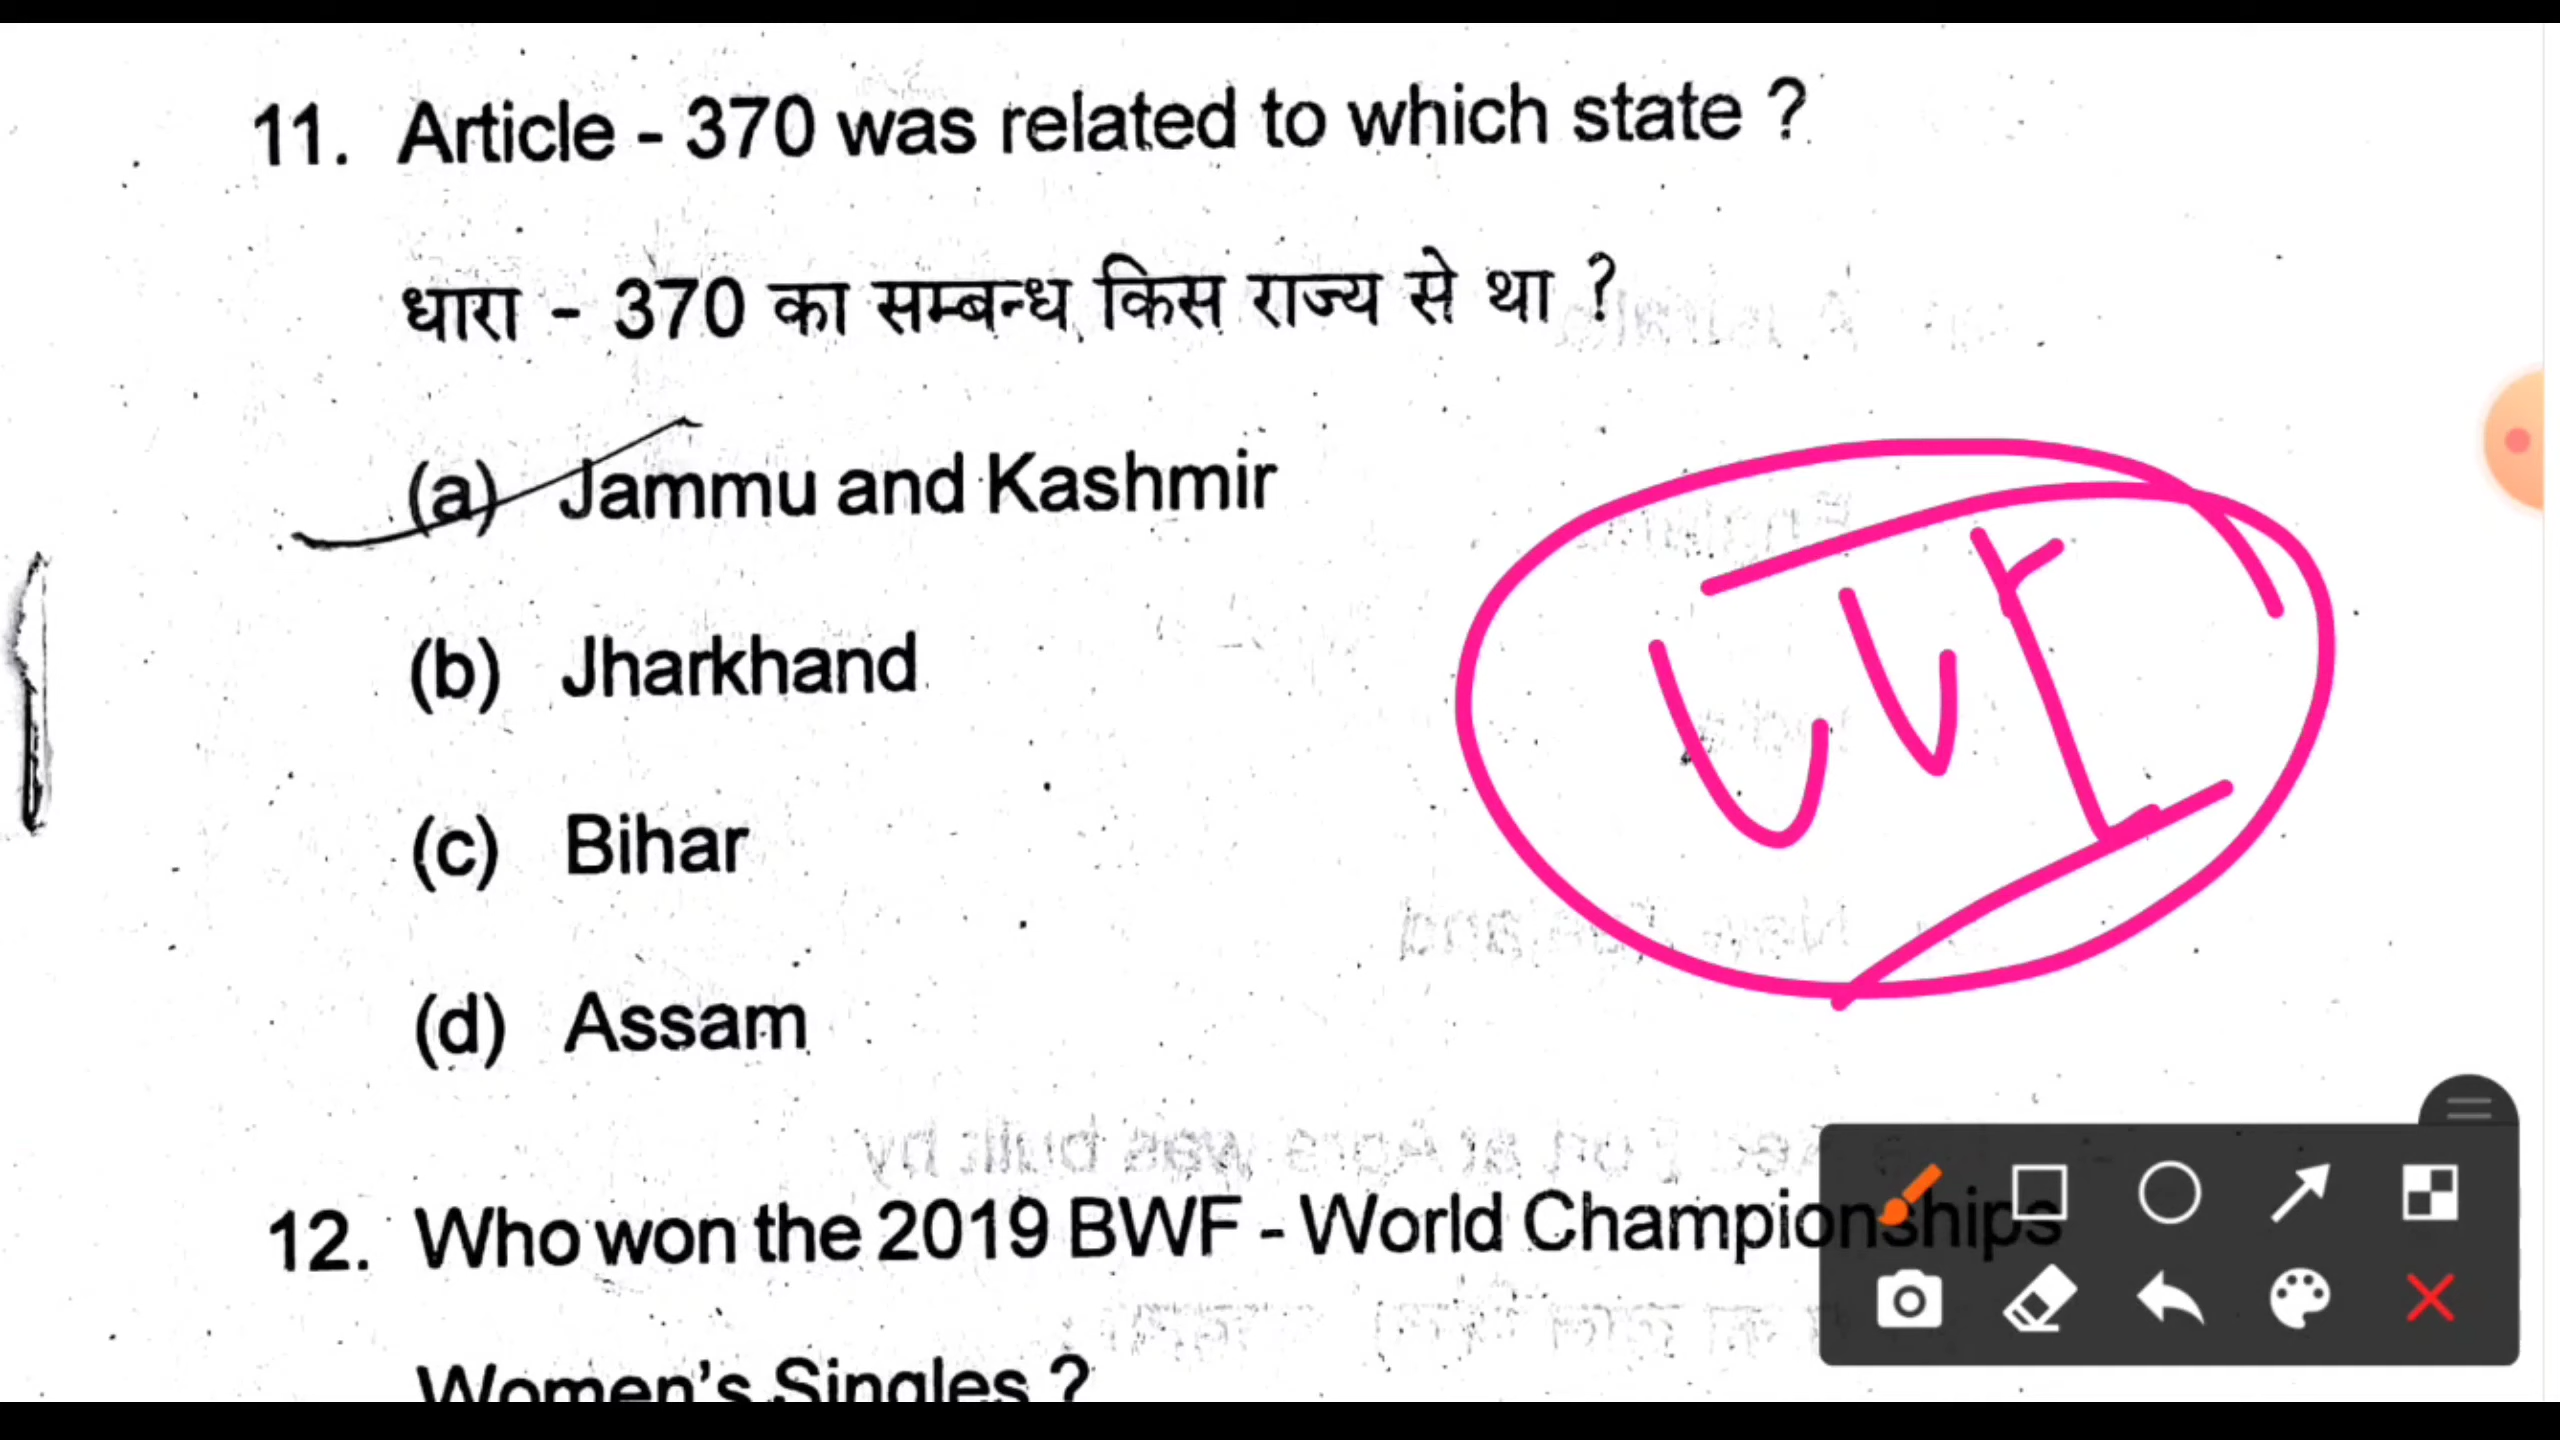 11. Article - 370 was related to which state ?
धारा - 370 का सम्बन्ध किस राज्य से था ?
(a) Jammu and Kashmir
(b) Jharkhand
(c) Bihar
(d) Assam
12. Who won the 2019 BWF - World Championships
Women's Singles ?